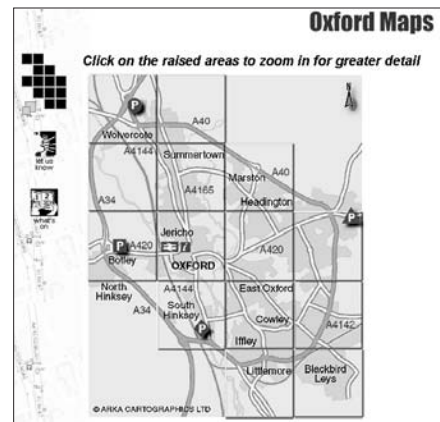 Oxford Maps
Click on the raised areas to zoom in for greater detail
N
P
Wolvercote
A40
A4144
Summertown
let us
know
Marston
A40
A4165
Headington
A34
what's
on
P
Jericho
P
A420
A420
Botley
OXFORD
North
Hinksey
A4144
East Oxford
South
Hinksey
A34
Cowley
A4142
P
Iffley
Littlemore
Blackbird
Leys
© ARKA CARTOGRAPHICS LTD